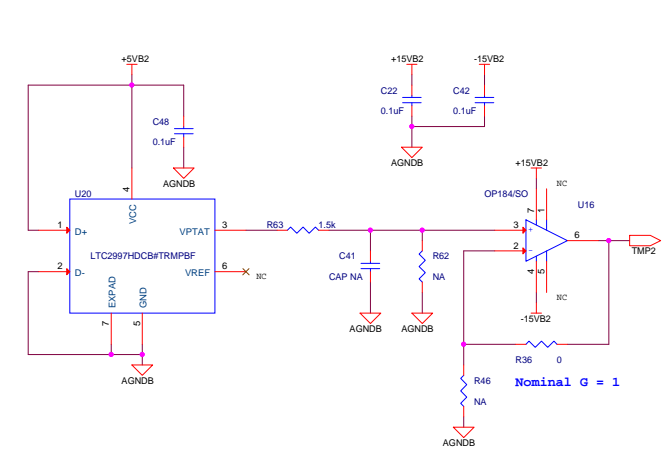 +5VB2
+15VB2
-15VB2
C48
0.1uF
AGNDB
C22
0.1uF
C42
0.1uF
AGNDB
+15VB2
NC
OP184/SO
U16
U20
4
VCC
7
1
1
D+
VPTAT
3
R63
1.5k
3
+
6
TMP2
LTC2997HDCB#TRMPBF
2
-
2
D-
VREF
6
NC
C41
CAP NA
R62
NA
4
5
EXPAD
GND
NC
7
5
AGNDB
AGNDB
-15VB2
AGNDB
R36
0
R46
NA
Nominal G = 1
AGNDB